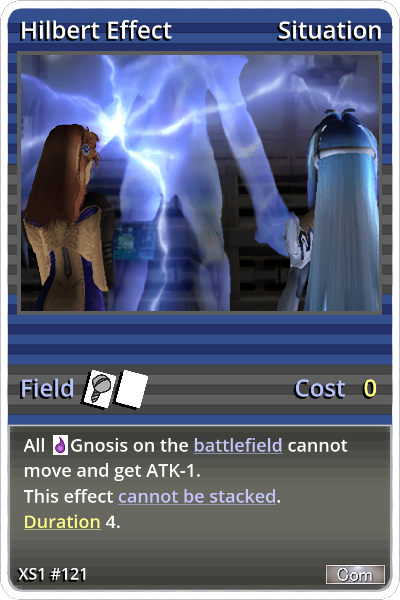 Hilbert Effect Situation
Field Cost 0
All Gnosis on the battlefield cannot
move and get ATK-1.
This effect cannot be stacked.
Duration 4.
XS1 #121 Com